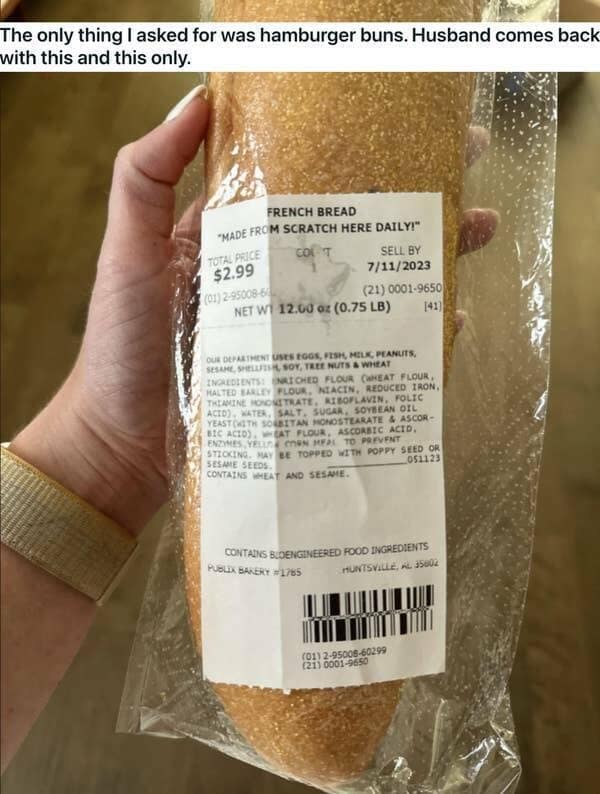 The only thing I asked for was hamburger buns. Husband comes back
with this and this only.
FRENCH BREAD
"MADE FROM SCRATCH HERE DAILY!"
TOTAL PRICE
$2.99
SELL BY
7/11/2023
(01) 2-95008-6
(21) 0001-9650
NET WT 12.00 oz (0.75 LB) [41]
OUR DEPARTMENT USES EGGS, FISH, MILK, PEANUTS,
SESAME, SHELLFISH, SOY, TREE NUTS & WHEAT
INGREDIENTS: ENRICHED FLOUR (WHEAT FLOUR,
MALTED BARLEY FLOUR, NIACIN, REDUCED IRON,
THIAMINE MONONITRATE, RIBOFLAVIN, FOLIC
ACID), WATER, SALT, SUGAR, SOYBEAN OIL
YEAST(WITH SORBITAN MONOSTEARATE & ASCOR-
BIC ACID), WHEAT FLOUR, ASCORBIC ACID,
ENZYMES,YELLOW CORN MEAL TO PREVENT
STICKING. MAY BE TOPPED WITH POPPY SEED OR
SESAME SEEDS. 051123
CONTAINS WHEAT AND SESAME.
CONTAINS BIOENGINEERED FOOD INGREDIENTS
PUBLIX BAKERY #1785 HUNTSVILLE, AL 35802
(01) 2-95008-60299
(21) 0001-9650